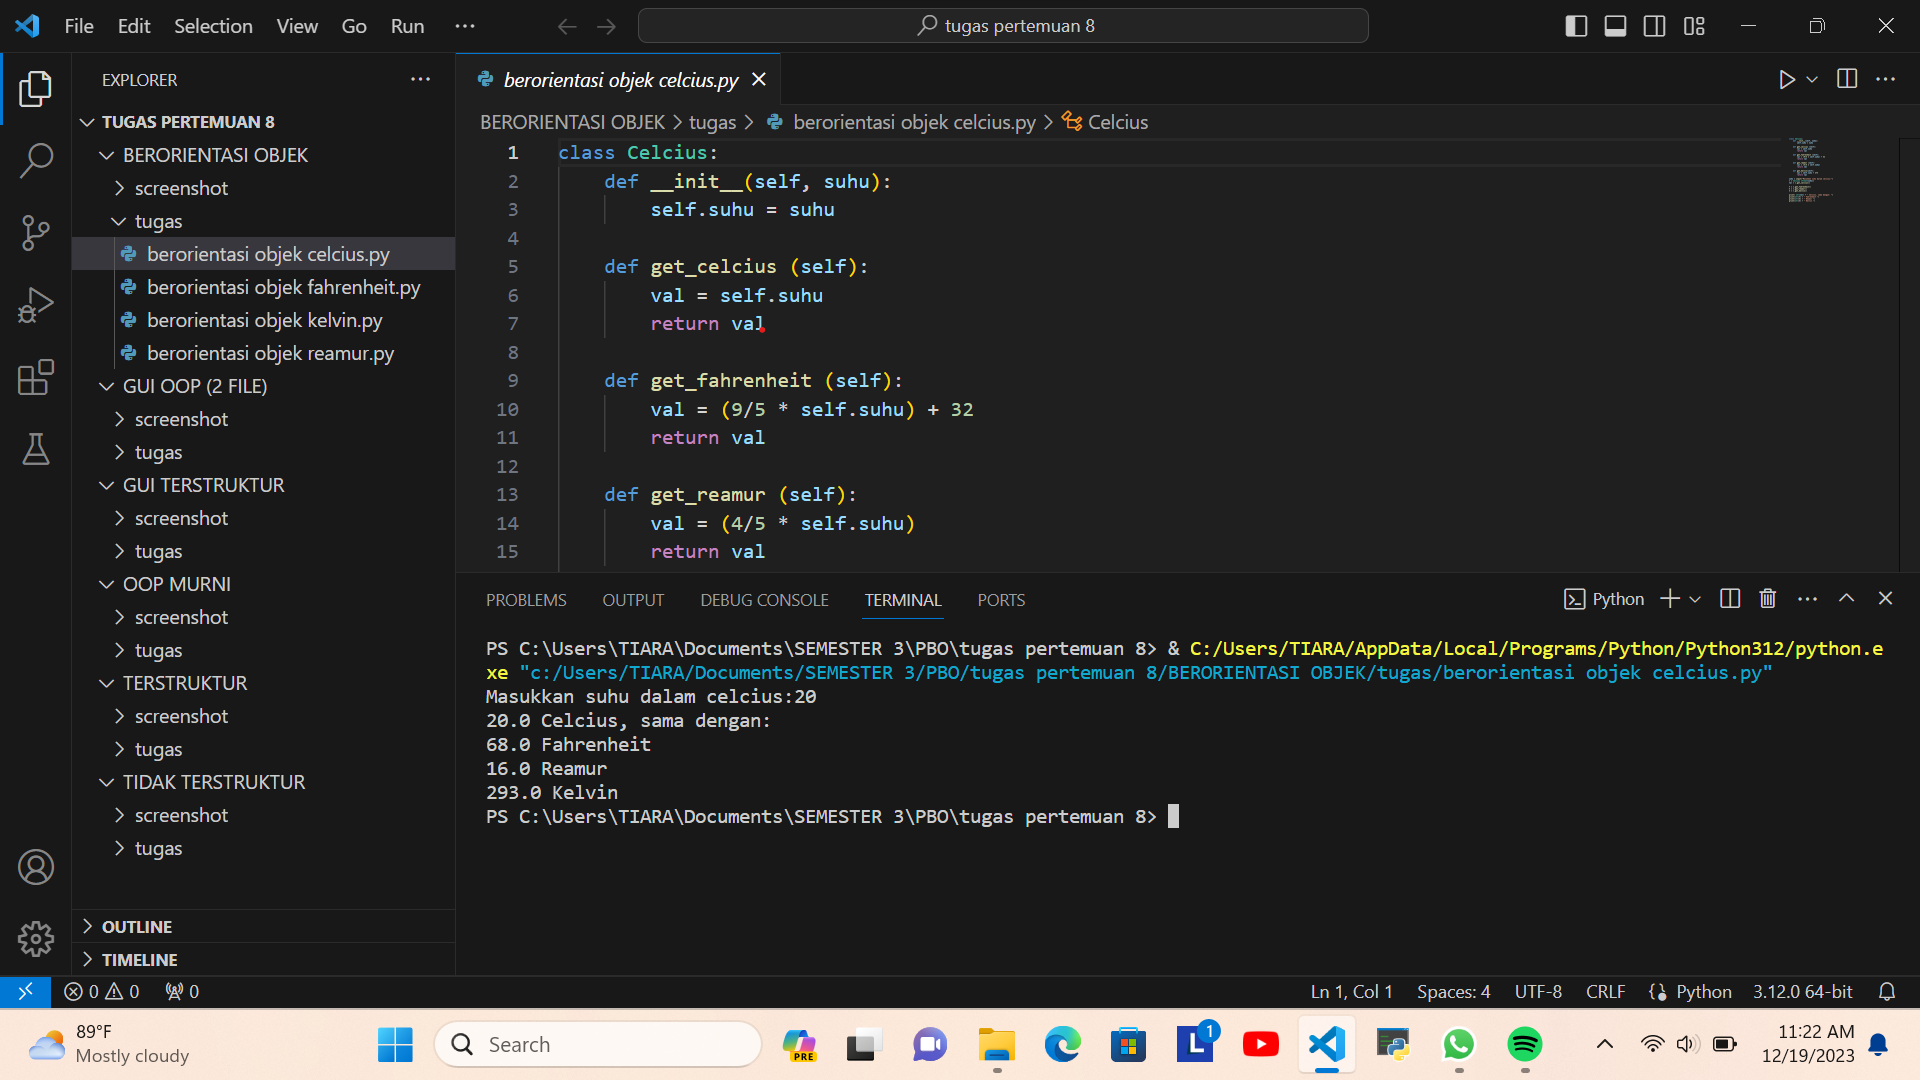 File Edit Selection View Go Run ...
tugas pertemuan 8
EXPLORER
TUGAS PERTEMUAN 8
BERORIENTASI OBJEK
screenshot
tugas
berorientasi objek celcius.py
berorientasi objek fahrenheit.py
berorientasi objek kelvin.py
berorientasi objek reamur.py
GUI OOP (2 FILE)
screenshot
tugas
GUI TERSTRUKTUR
screenshot
tugas
OOP MURNI
screenshot
tugas
TERSTRUKTUR
screenshot
tugas
TIDAK TERSTRUKTUR
screenshot
tugas
OUTLINE
TIMELINE
berorientasi objek celcius.py
BERORIENTASI OBJEK > tugas > berorientasi objek celcius.py > Celcius
1 class Celcius:
2 def __init__(self, suhu):
3 self.suhu = suhu
4
5 def get_celcius (self):
6 val = self.suhu
7 return val
8
9 def get_fahrenheit (self):
10 val = (9/5 * self.suhu) + 32
11 return val
12
13 def get_reamur (self):
14 val = (4/5 * self.suhu)
15 return val
PROBLEMS OUTPUT DEBUG CONSOLE TERMINAL PORTS
Python
PS C:\Users\TIARA\Documents\SEMESTER 3\PBO\tugas pertemuan 8> & C:/Users/TIARA/AppData/Local/Programs/Python/Python312/python.e
xe "c:/Users/TIARA/Documents/SEMESTER 3/PBO/tugas pertemuan 8/BERORIENTASI OBJEK/tugas/berorientasi objek celcius.py"
Masukkan suhu dalam celcius:20
20.0 Celcius, sama dengan:
68.0 Fahrenheit
16.0 Reamur
293.0 Kelvin
PS C:\Users\TIARA\Documents\SEMESTER 3\PBO\tugas pertemuan 8>
0 0 0
Ln 1, Col 1 Spaces: 4 UTF-8 CRLF Python 3.12.0 64-bit
89°F
Mostly cloudy
Search
PRE
L
1
11:22 AM
12/19/2023